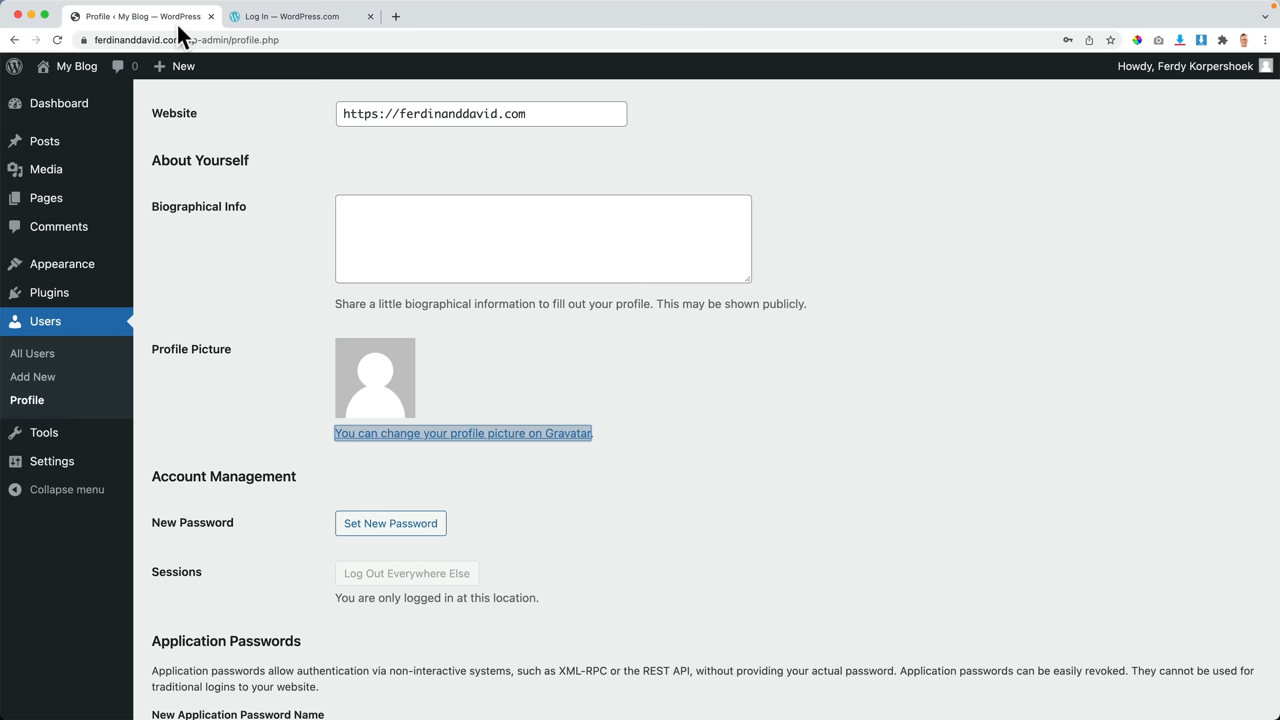 Profile ‹ My Blog — WordPress
Log In — WordPress.com
ferdinanddavid.com
p-admin/profile.php
My Blog
0
New
Howdy, Ferdy Korpershoek
Dashboard
Posts
Media
Pages
Comments
Appearance
Plugins
Users
All Users
Add New
Profile
Tools
Settings
Collapse menu
Website
https://ferdinanddavid.com
About Yourself
Biographical Info
Share a little biographical information to fill out your profile. This may be shown publicly.
Profile Picture
You can change your profile picture on Gravatar.
Account Management
New Password
Set New Password
Sessions
Log Out Everywhere Else
You are only logged in at this location.
Application Passwords
Application passwords allow authentication via non-interactive systems, such as XML-RPC or the REST API, without providing your actual password. Application passwords can be easily revoked. They cannot be used for
traditional logins to your website.
New Application Password Name